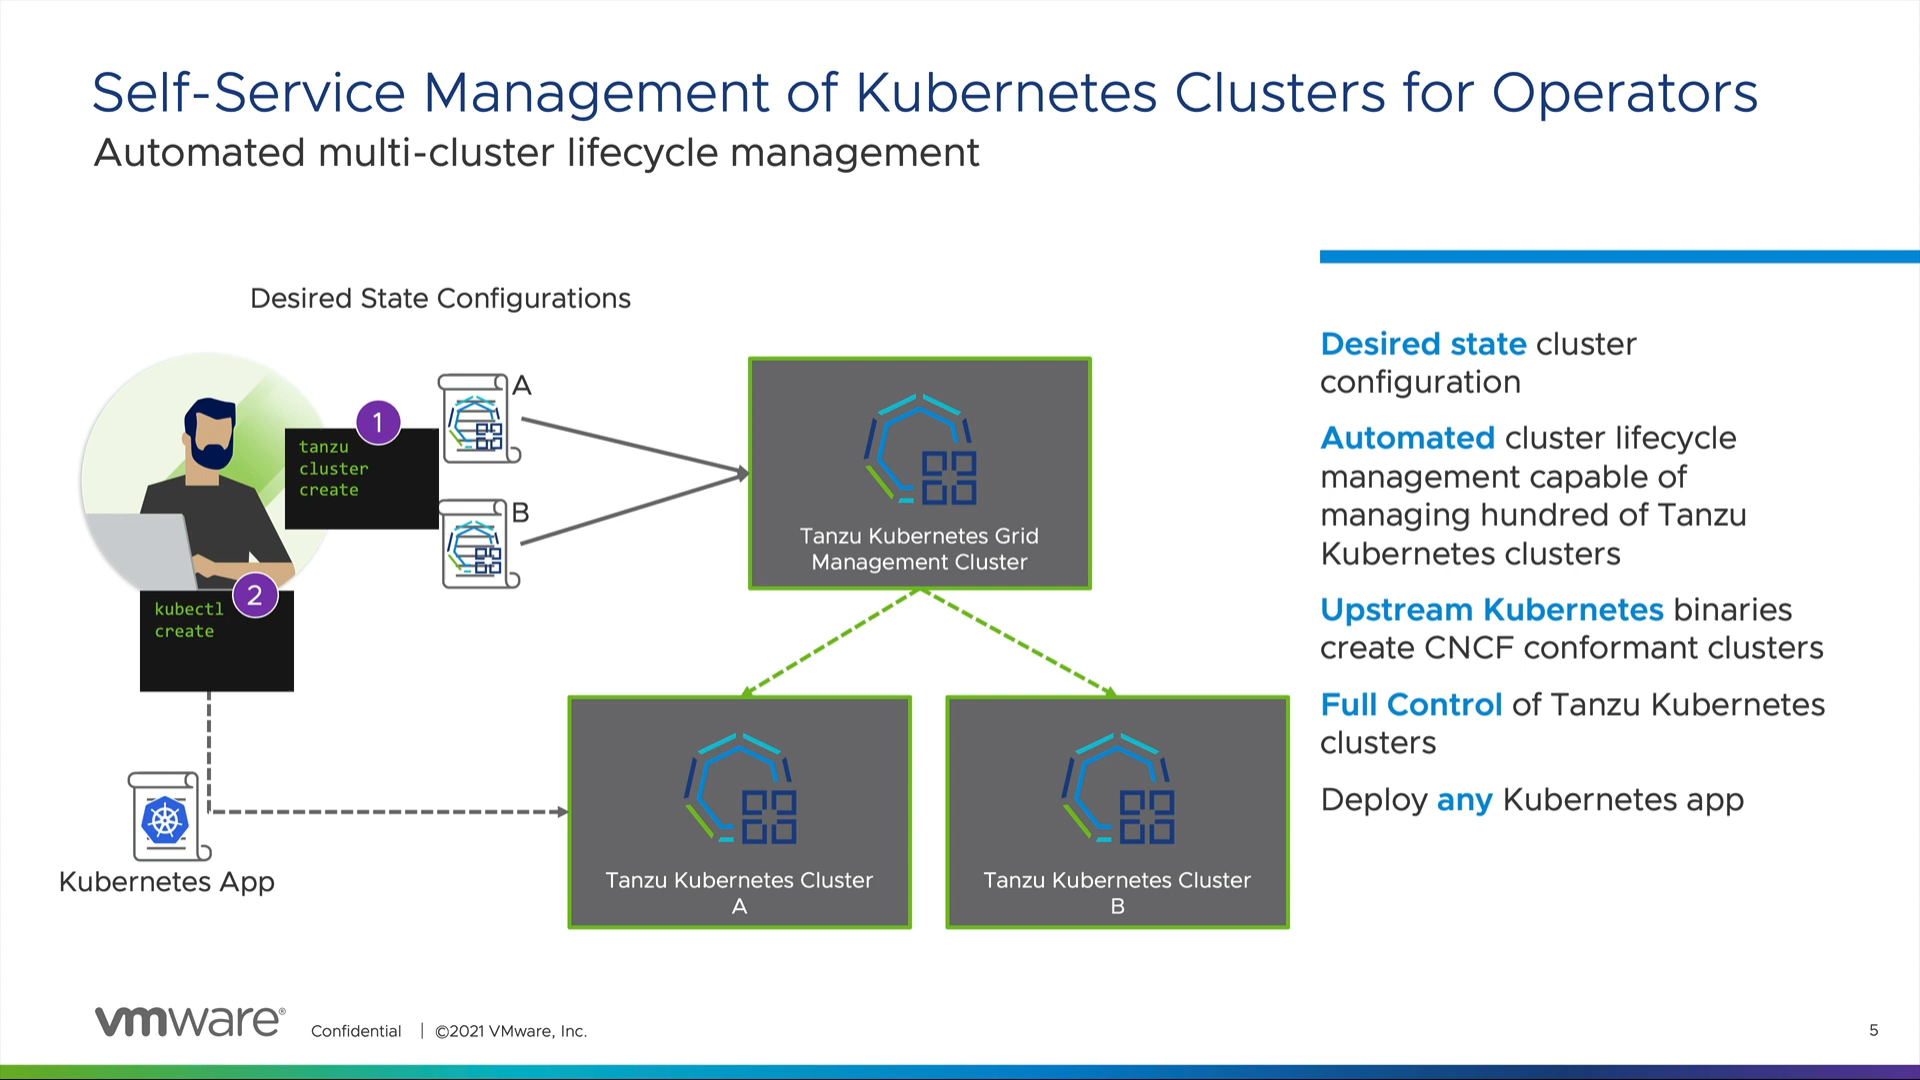 Self-Service Management of Kubernetes Clusters for Operators
Automated multi-cluster lifecycle management
Desired State Configurations
A
1
tanzu
cluster
create
B
2
kubectl
create
Kubernetes App
Tanzu Kubernetes Grid
Management Cluster
Tanzu Kubernetes Cluster
A
Tanzu Kubernetes Cluster
B
Desired state cluster
configuration
Automated cluster lifecycle
management capable of
managing hundred of Tanzu
Kubernetes clusters
Upstream Kubernetes binaries
create CNCF conformant clusters
Full Control of Tanzu Kubernetes
clusters
Deploy any Kubernetes app
vmware®
Confidential | ©2021 VMware, Inc.
5